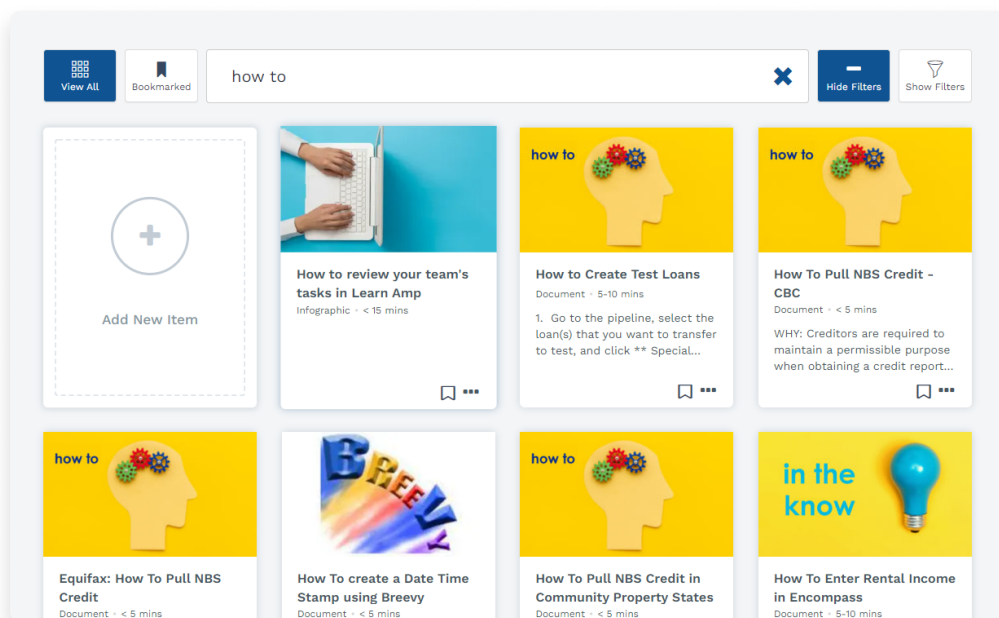 View All
Bookmarked
how to
Hide Filters
Show Filters
Add New Item
How to review your team's
tasks in Learn Amp
Infographic • < 15 mins
how to
How to Create Test Loans
Document • 5-10 mins
1. Go to the pipeline, select the
loan(s) that you want to transfer
to test, and click ** Special...
how to
How To Pull NBS Credit -
CBC
Document • < 5 mins
WHY: Creditors are required to
maintain a permissible purpose
when obtaining a credit report...
how to
Equifax: How To Pull NBS
Credit
Document • < 5 mins
BREEVY
How To create a Date Time
Stamp using Breevy
Document • < 5 mins
how to
How To Pull NBS Credit in
Community Property States
Document • < 5 mins
in the
know
How To Enter Rental Income
in Encompass
Document • 5-10 mins